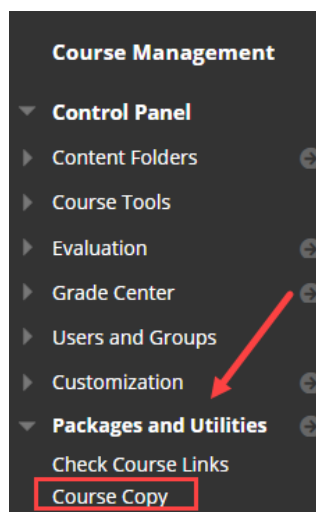 Course Management
Control Panel
Content Folders
Course Tools
Evaluation
Grade Center
Users and Groups
Customization
Packages and Utilities
Check Course Links
Course Copy